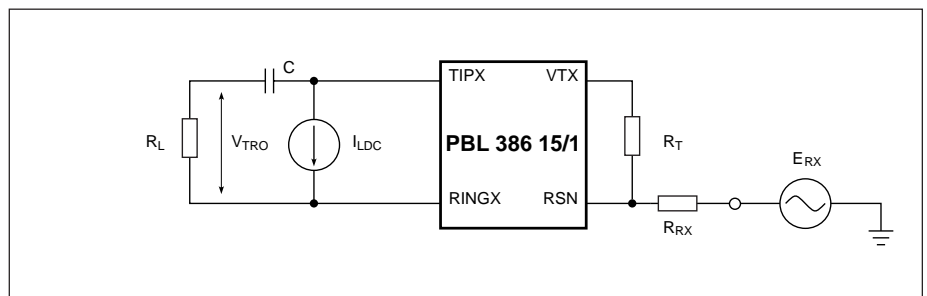 C
TIPX
VTX
RL
VTRO
ILDC
PBL 386 15/1
RT
ERX
RINGX
RSN
RRX